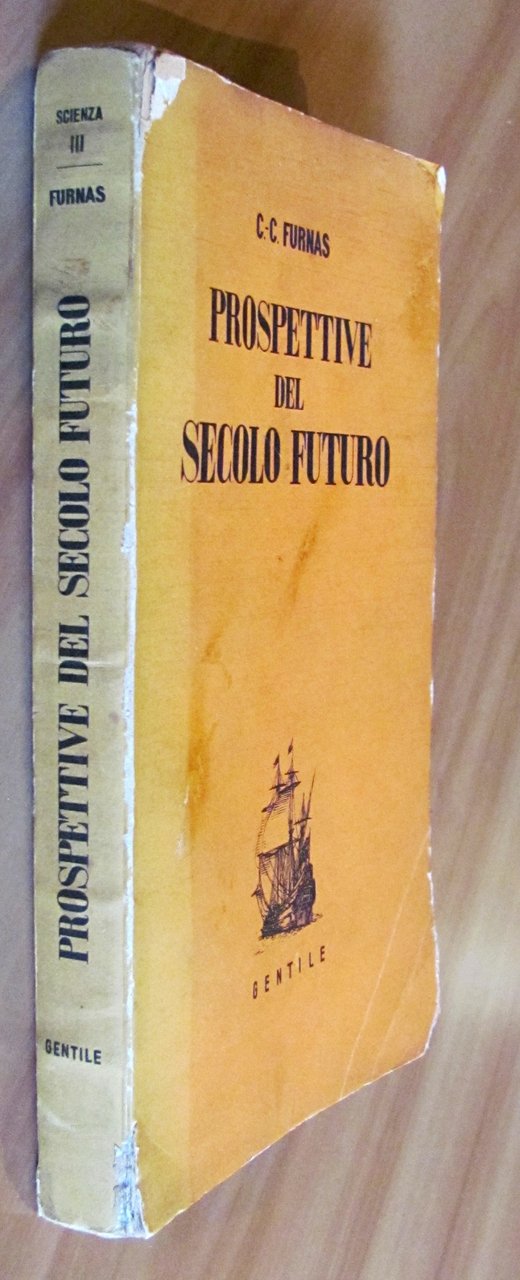 SCIENZA
III
FURNAS
PROSPETTIVE DEL SECOLO FUTURO
GENTILE
C.-C. FURNAS
PROSPETTIVE
DEL
SECOLO FUTURO
GENTILE